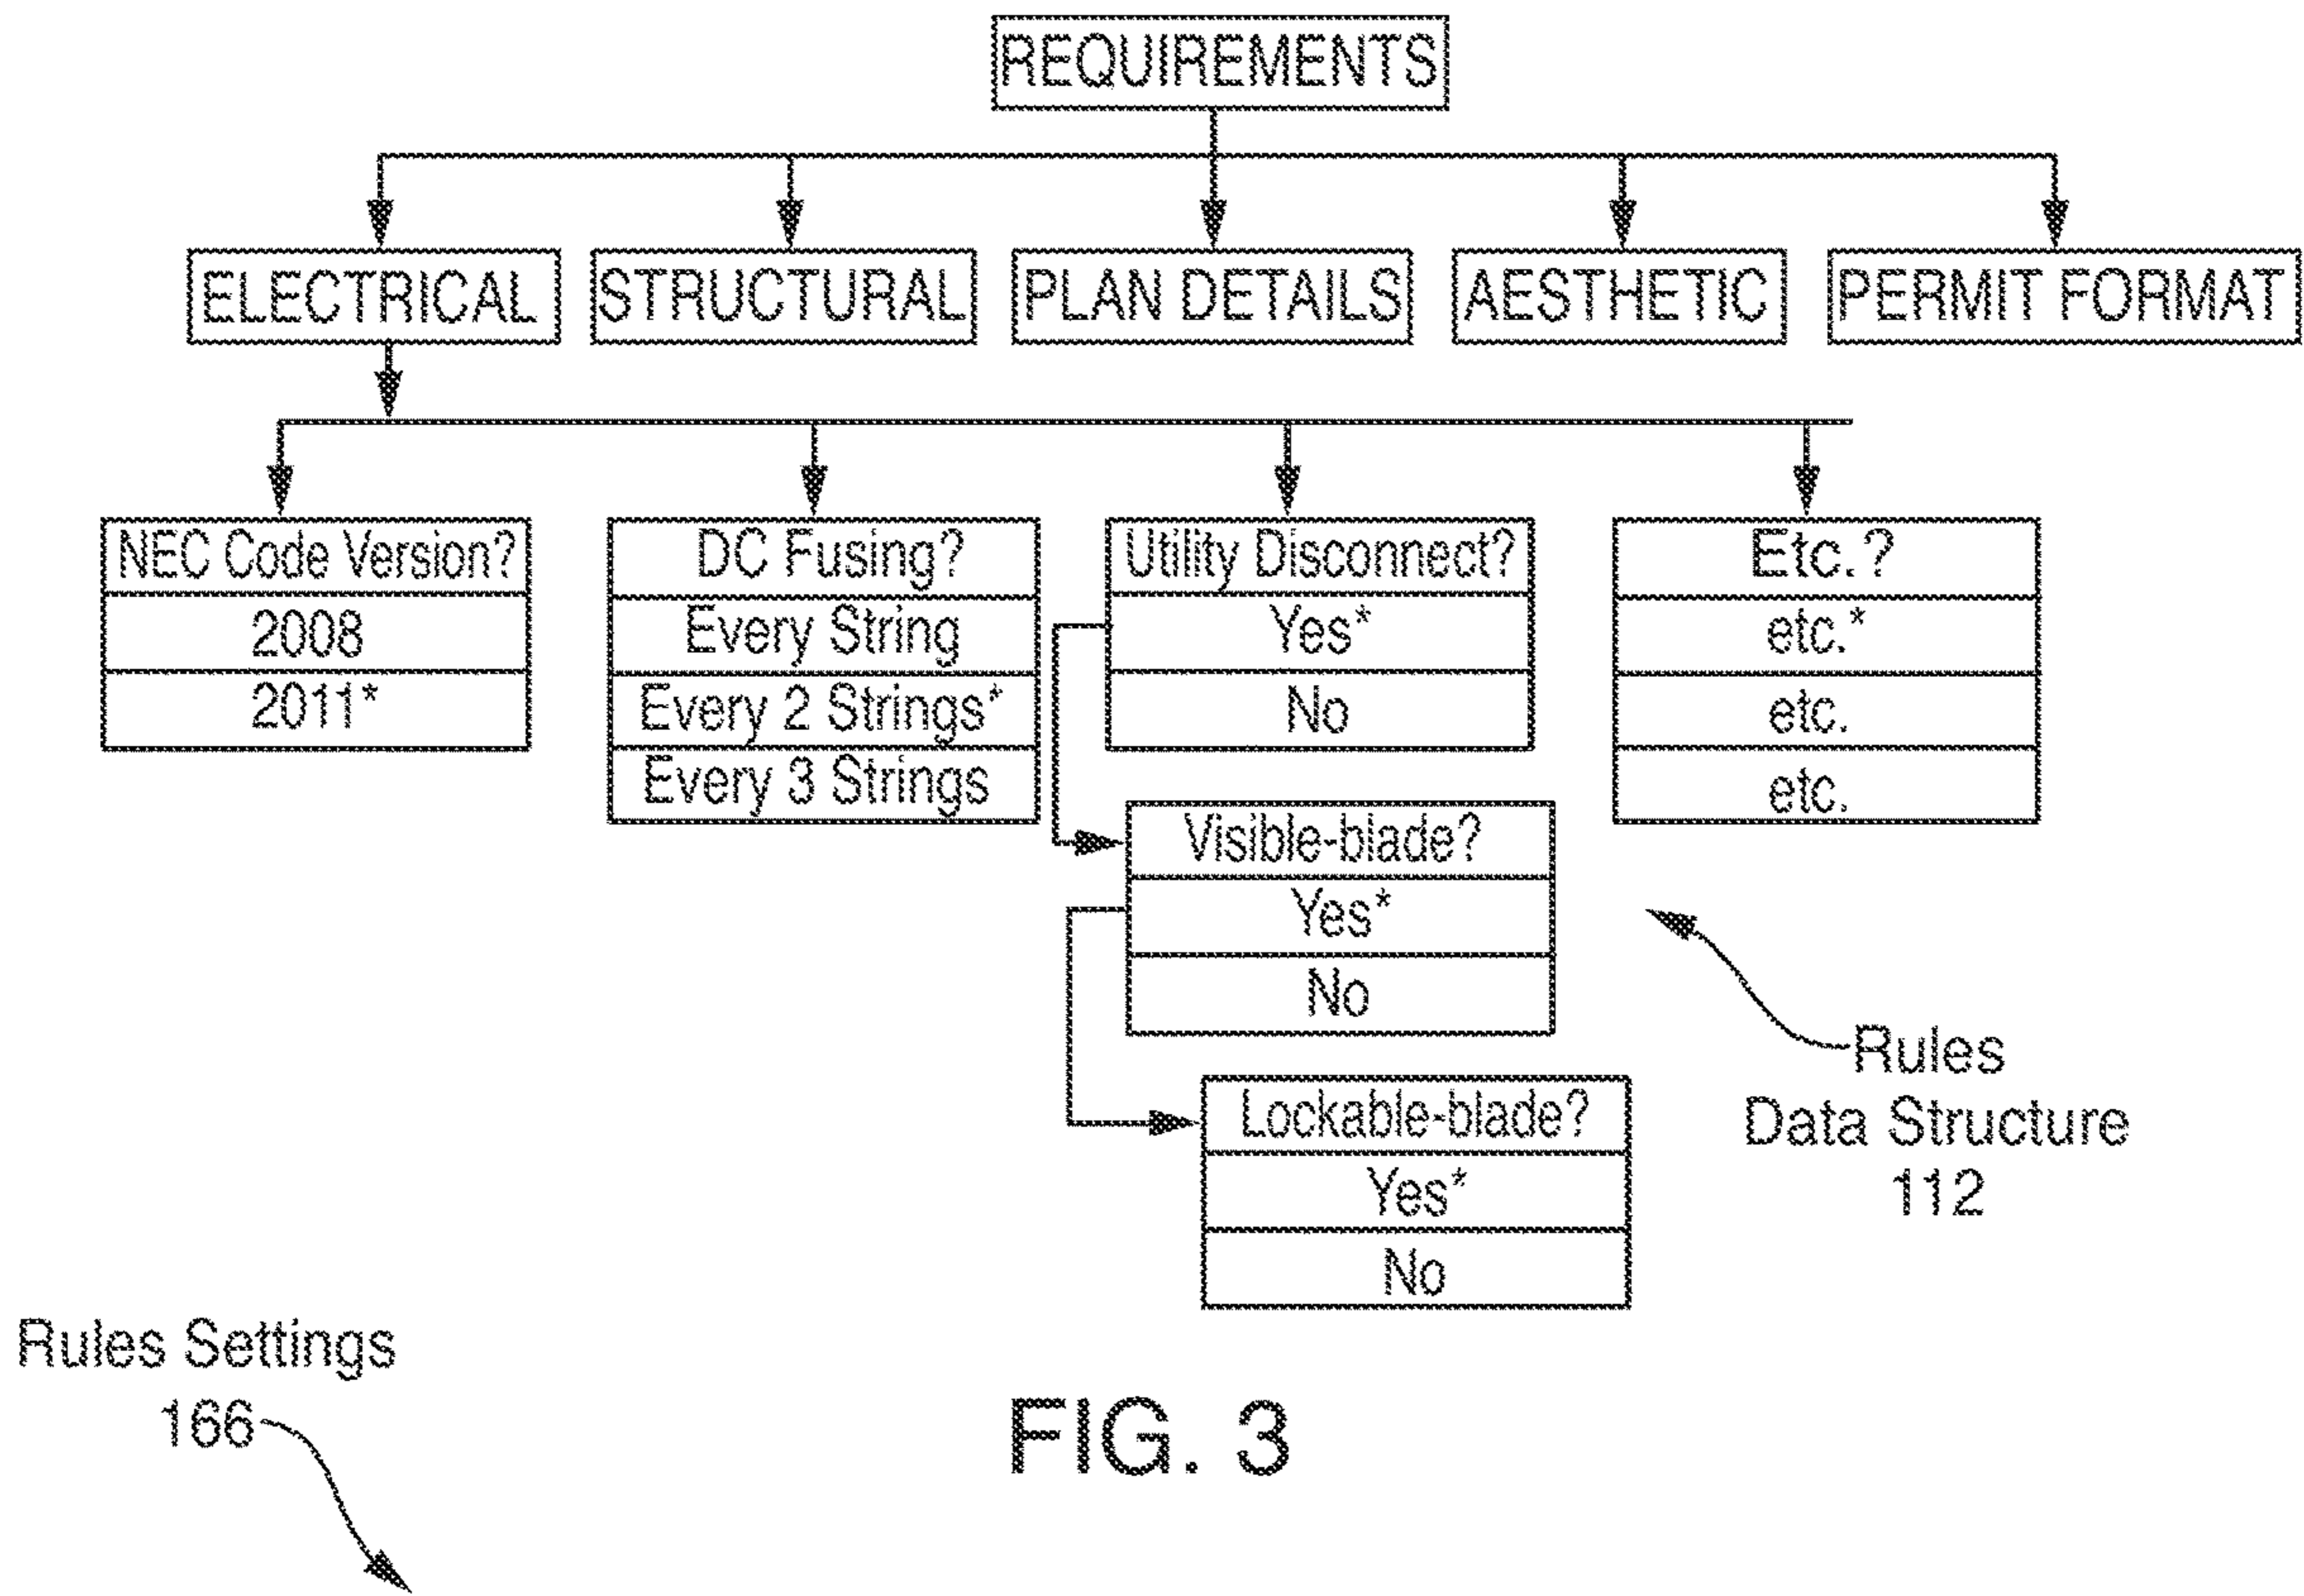 REQUIREMENTS
ELECTRICAL
STRUCTURAL
PLAN DETAILS
AESTHETIC
PERMIT FORMAT
NEC Code Version?
2008
2011*
DC Fusing?
Every String
Every 2 Strings*
Every 3 Strings
Utility Disconnect?
Yes*
No
Etc.?
etc.*
etc.
etc.
Visible-blade?
Yes*
No
Lockable-blade?
Yes*
No
Rules
Data Structure
112
Rules Settings
166
FIG. 3